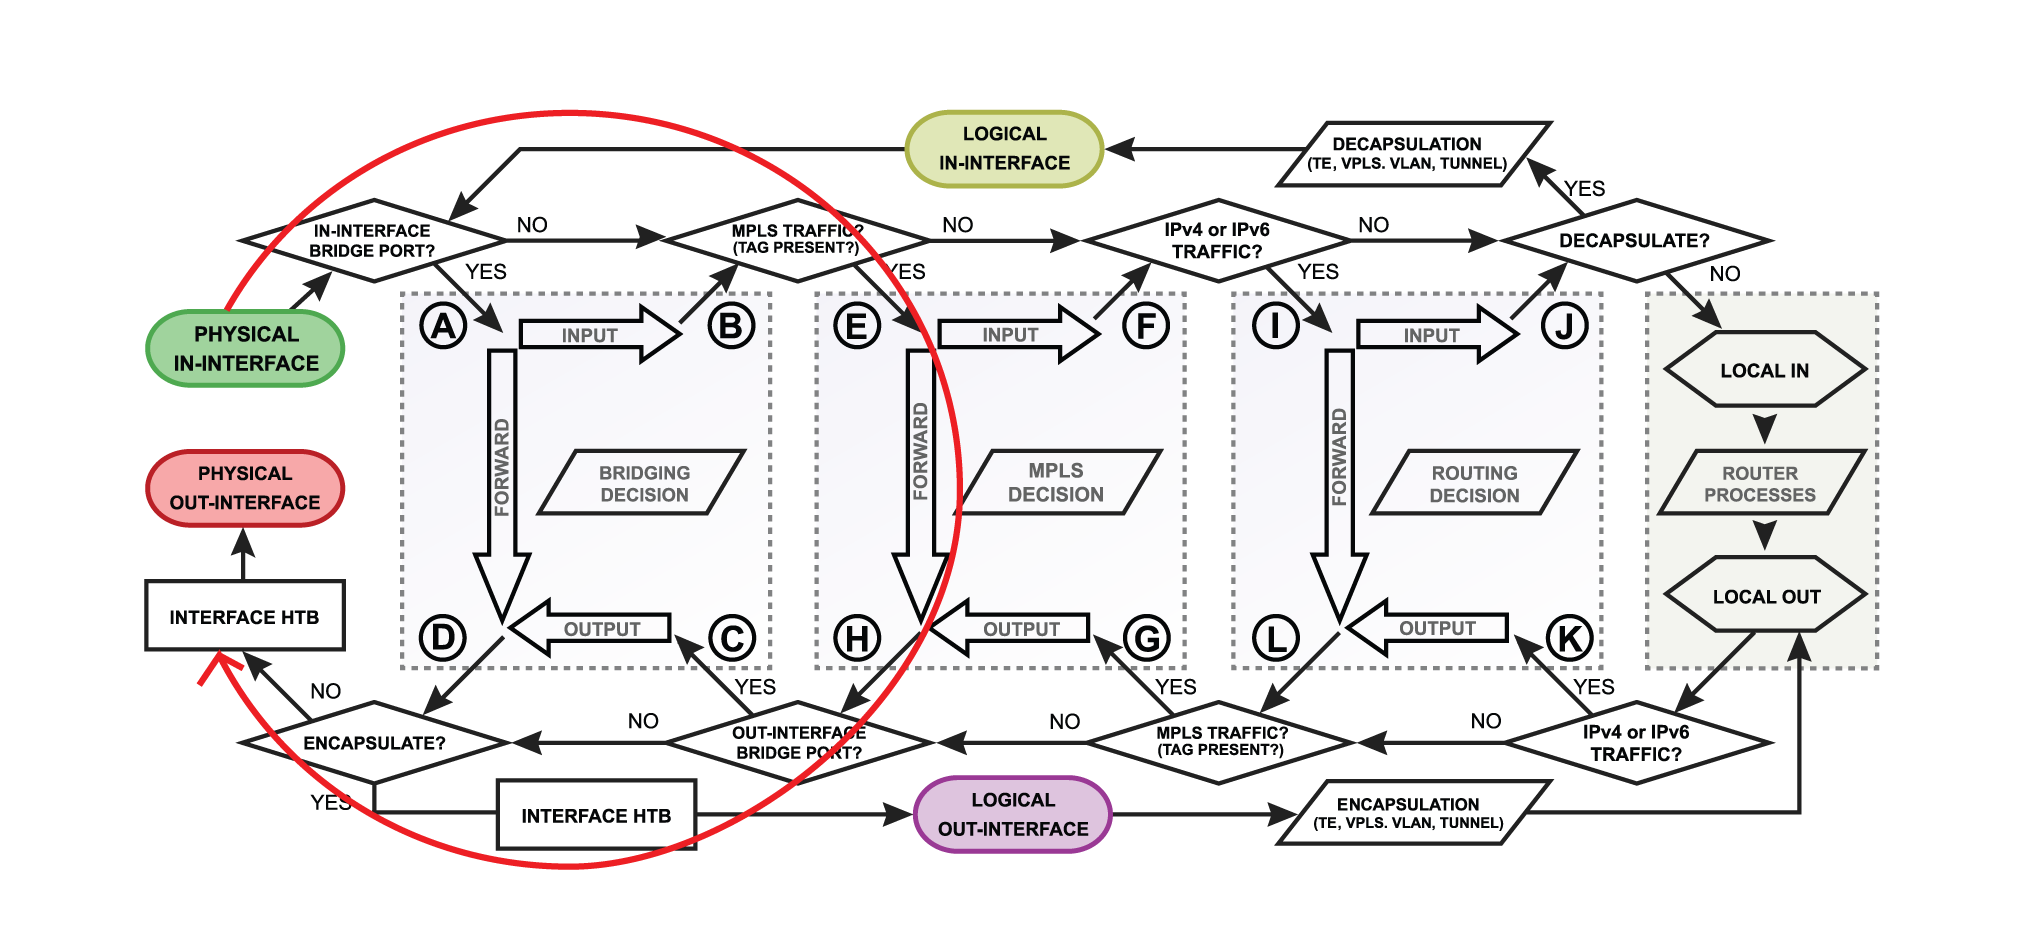 LOGICAL
IN-INTERFACE
DECAPSULATION
(TE, VPLS. VLAN, TUNNEL)
YES
IN-INTERFACE
BRIDGE PORT?
NO
MPLS TRAFFIC?
(TAG PRESENT?)
NO
IPv4 or IPv6
TRAFFIC?
NO
DECAPSULATE?
YES
YES
YES
NO
PHYSICAL
IN-INTERFACE
A
INPUT
B
E
INPUT
F
I
INPUT
J
LOCAL IN
FORWARD
BRIDGING
DECISION
FORWARD
MPLS
DECISION
FORWARD
ROUTING
DECISION
ROUTER
PROCESSES
PHYSICAL
OUT-INTERFACE
INTERFACE HTB
LOCAL OUT
D
OUTPUT
C
H
OUTPUT
G
L
OUTPUT
K
NO
YES
YES
YES
ENCAPSULATE?
NO
OUT-INTERFACE
BRIDGE PORT?
NO
MPLS TRAFFIC?
(TAG PRESENT?)
NO
IPv4 or IPv6
TRAFFIC?
YES
INTERFACE HTB
LOGICAL
OUT-INTERFACE
ENCAPSULATION
(TE, VPLS. VLAN, TUNNEL)